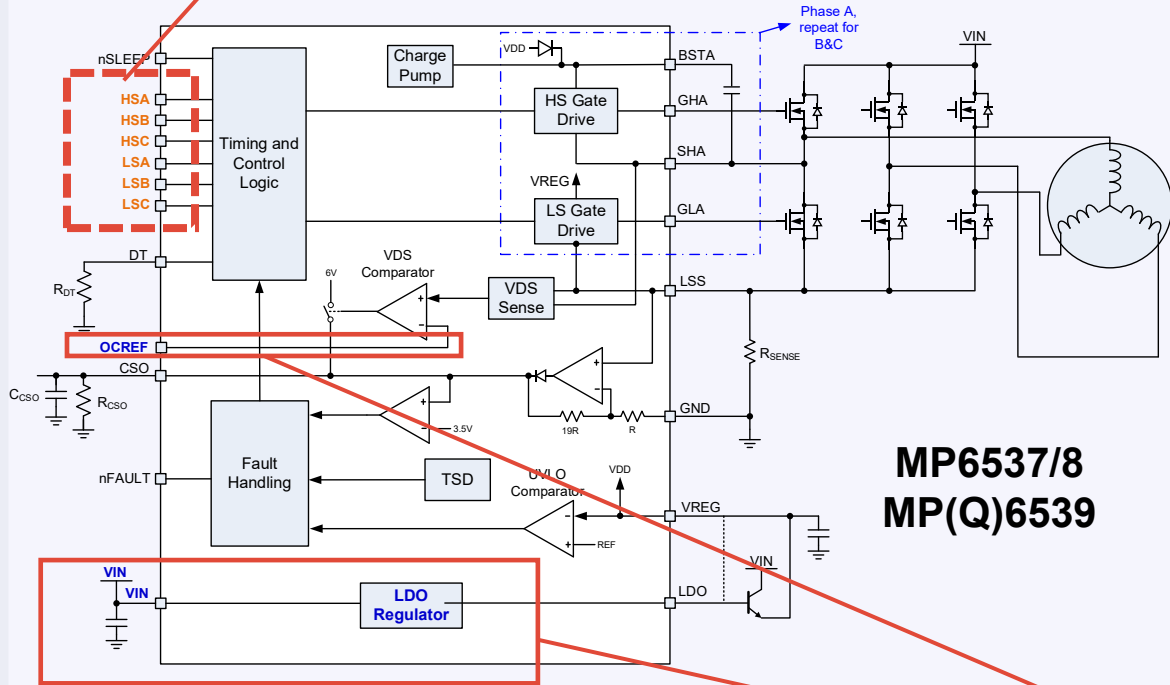 Phase A,
repeat for
B&C
nSLEEP
HSA
HSB
HSC
LSA
LSB
LSC
Timing and
Control
Logic
Charge
Pump
VDD
BSTA
VIN
HS Gate
Drive
GHA
SHA
VREG
LS Gate
Drive
GLA
DT
RDT
VDS
Comparator
6V
+
-
VDS
Sense
LSS
OCREF
CSO
CCSO
RCSO
+
-
19R
R
GND
RSENSE
+
-
3.5V
Fault
Handling
nFAULT
TSD
UVLO
Comparator
VDD
-
+
REF
VREG
MP6537/8
MP(Q)6539
VIN
VIN
LDO
Regulator
LDO
VIN